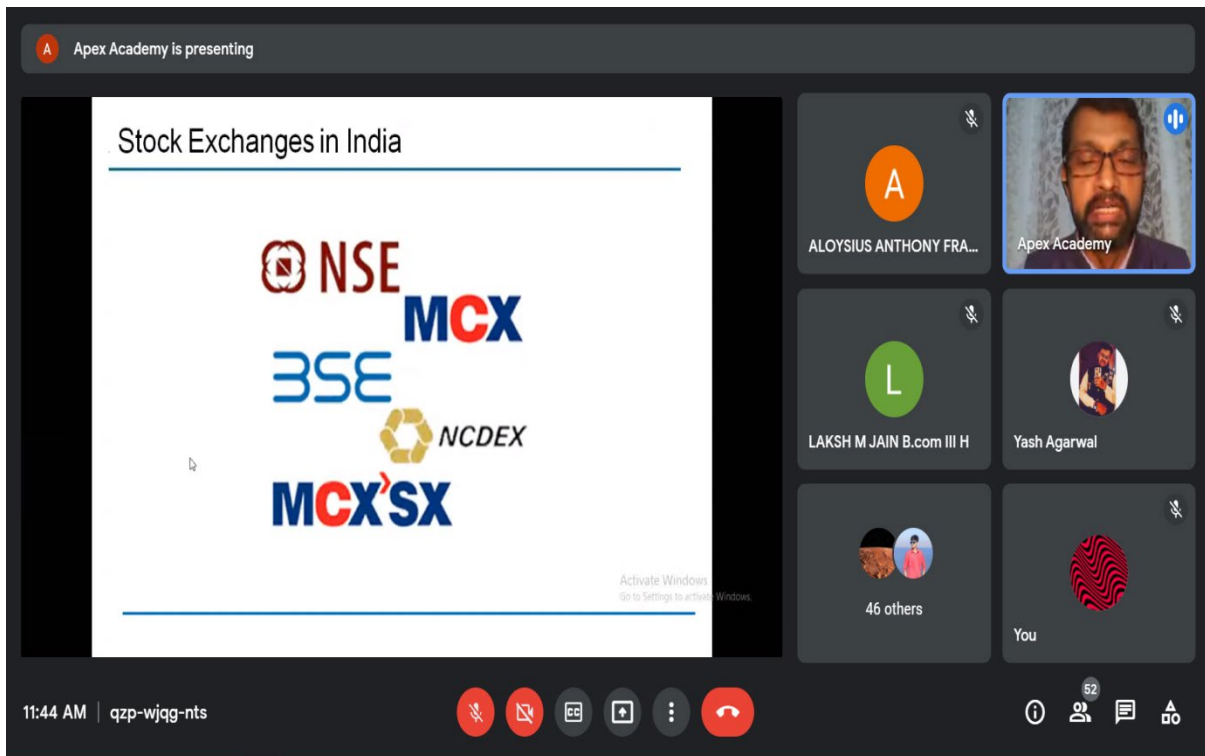 A Apex Academy is presenting
Stock Exchanges in India
NSE
MCX
BSE
NCDEX
MCX'SX
Activate Windows
Go to Settings to activate Windows.
A
ALOYSIUS ANTHONY FRA...
Apex Academy
L
LAKSH M JAIN B.com III H
Yash Agarwal
46 others
You
11:44 AM | qzp-wjqg-nts
CC
52